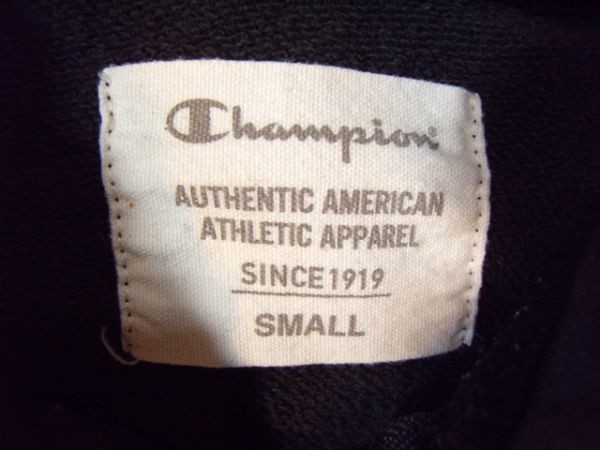 Champion
AUTHENTIC AMERICAN
ATHLETIC APPAREL
SINCE 1919
SMALL